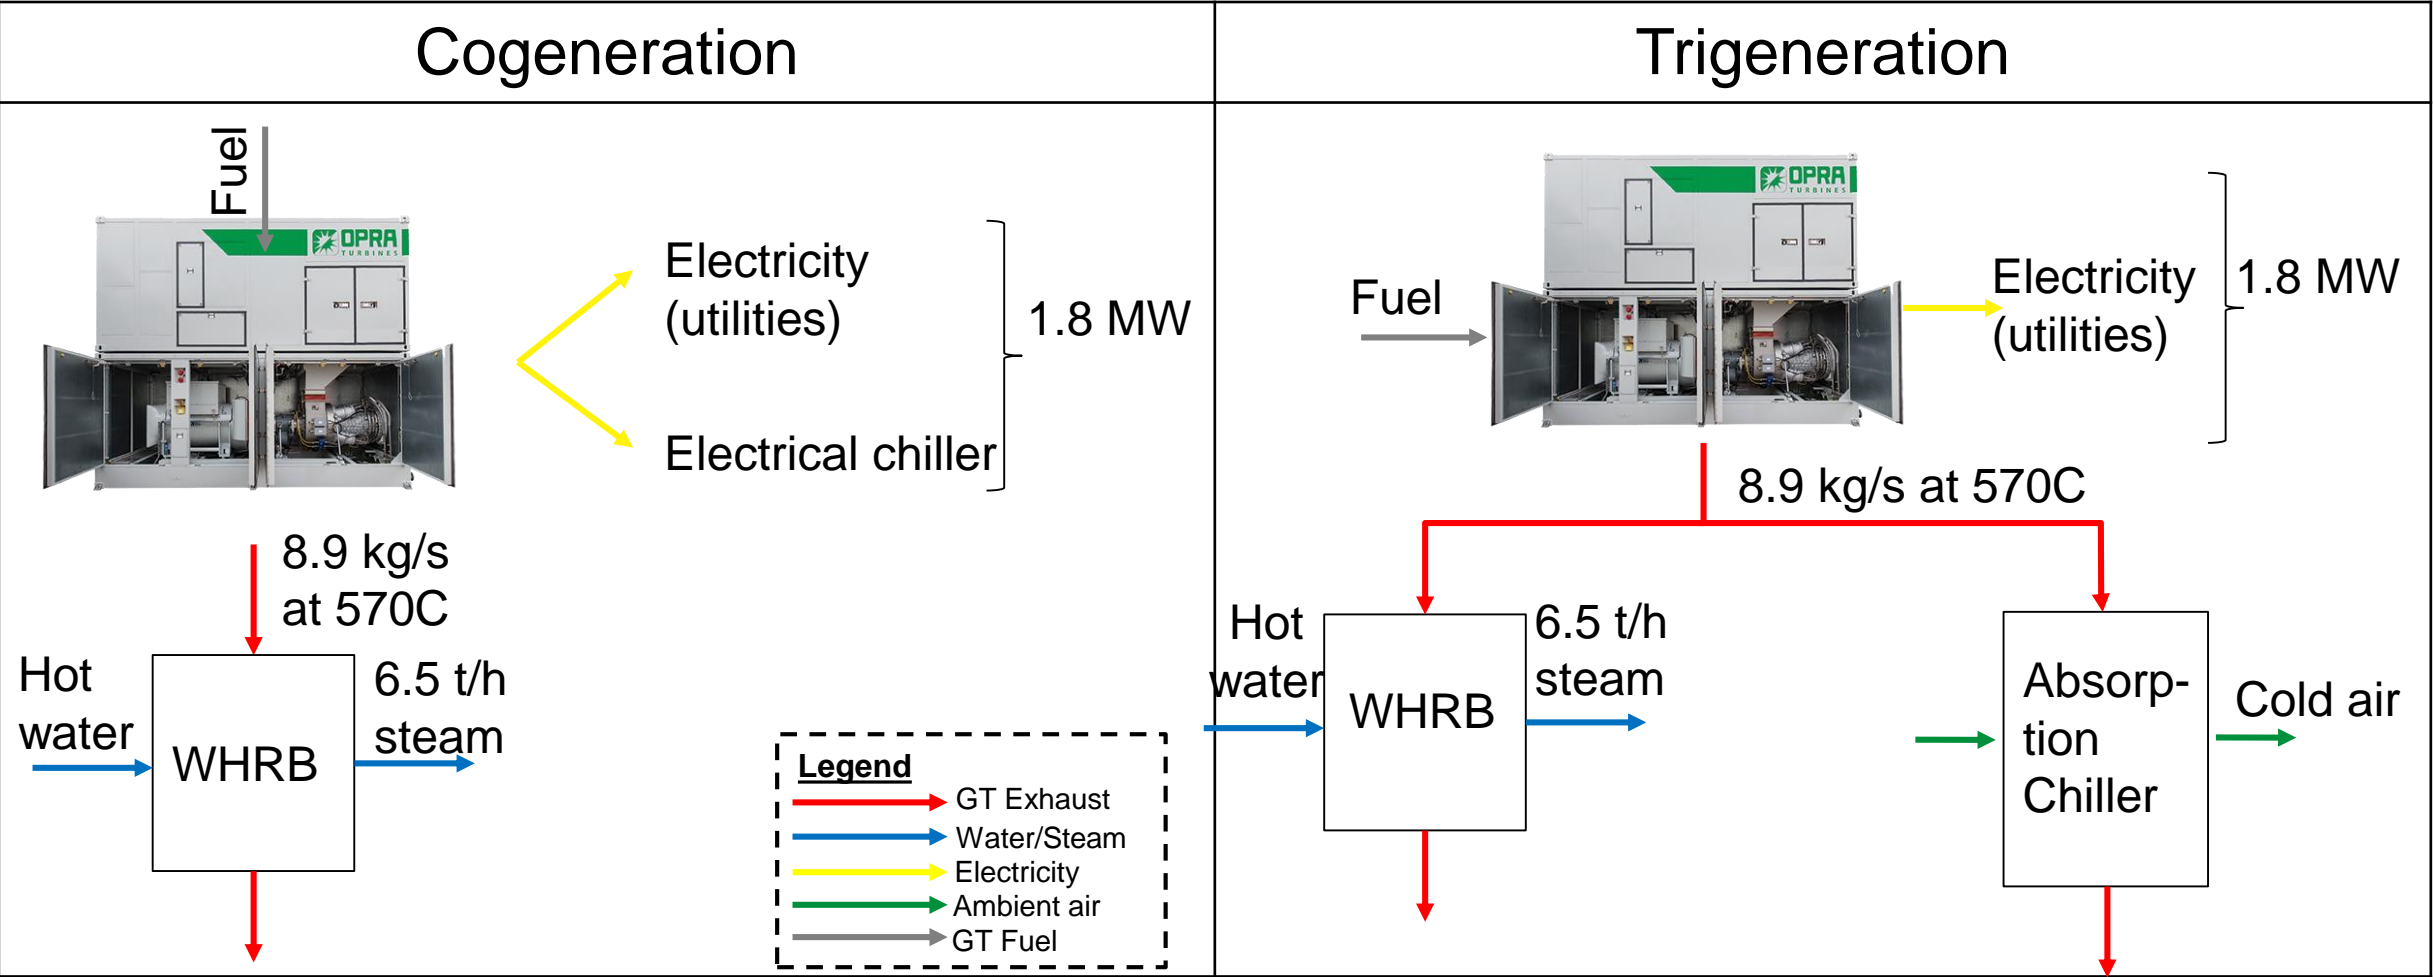 Cogeneration
Fuel
OPRA
TURBINES
Electricity
(utilities)
1.8 MW
Electrical chiller
8.9 kg/s
at 570C
Hot
water
WHRB
6.5 t/h
steam
Legend
GT Exhaust
Water/Steam
Electricity
Ambient air
GT Fuel
Trigeneration
OPRA
TURBINES
Fuel
Electricity
(utilities)
1.8 MW
8.9 kg/s at 570C
Hot
water
WHRB
6.5 t/h
steam
Absorp-
tion
Chiller
Cold air